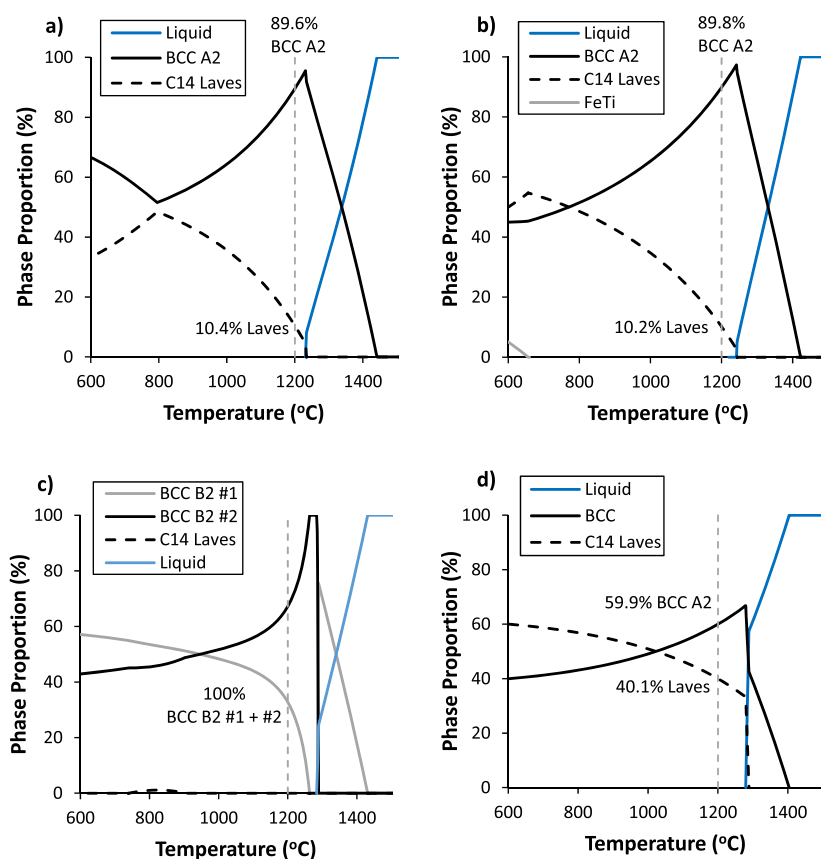 a)
Liquid
BCC A2
C14 Laves
89.6%
BCC A2
100
80
60
40
20
0
Phase Proportion (%)
10.4% Laves
600 800 1000 1200 1400
Temperature (oC)
b)
Liquid
BCC A2
C14 Laves
FeTi
89.8%
BCC A2
100
80
60
40
20
0
Phase Proportion (%)
10.2% Laves
600 800 1000 1200 1400
Temperature (oC)
c)
BCC B2 #1
BCC B2 #2
C14 Laves
Liquid
100
80
60
40
20
0
Phase Proportion (%)
100%
BCC B2 #1 + #2
600 800 1000 1200 1400
Temperature (oC)
d)
Liquid
BCC
C14 Laves
100
80
60
40
20
0
Phase Proportion (%)
59.9% BCC A2
40.1% Laves
600 800 1000 1200 1400
Temperature (oC)